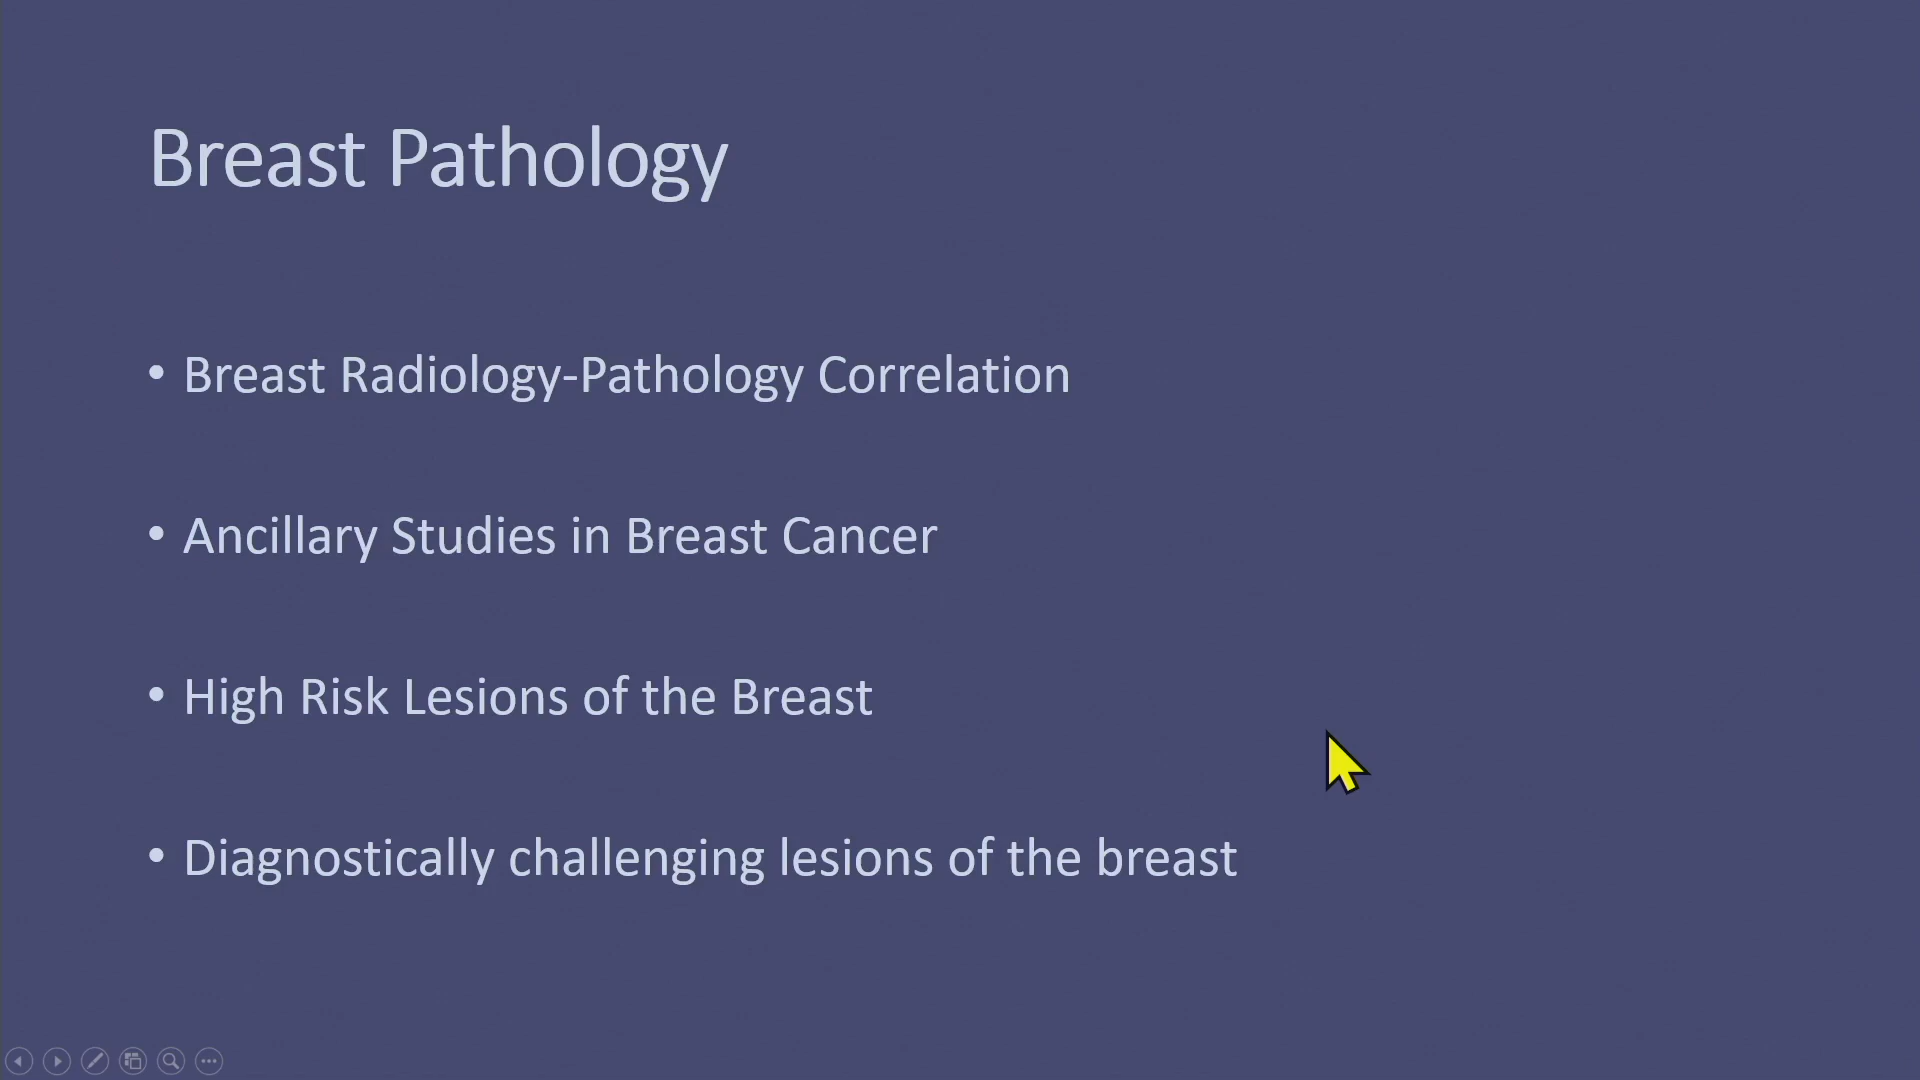 Breast Pathology
• Breast Radiology-Pathology Correlation
• Ancillary Studies in Breast Cancer
• High Risk Lesions of the Breast
• Diagnostically challenging lesions of the breast